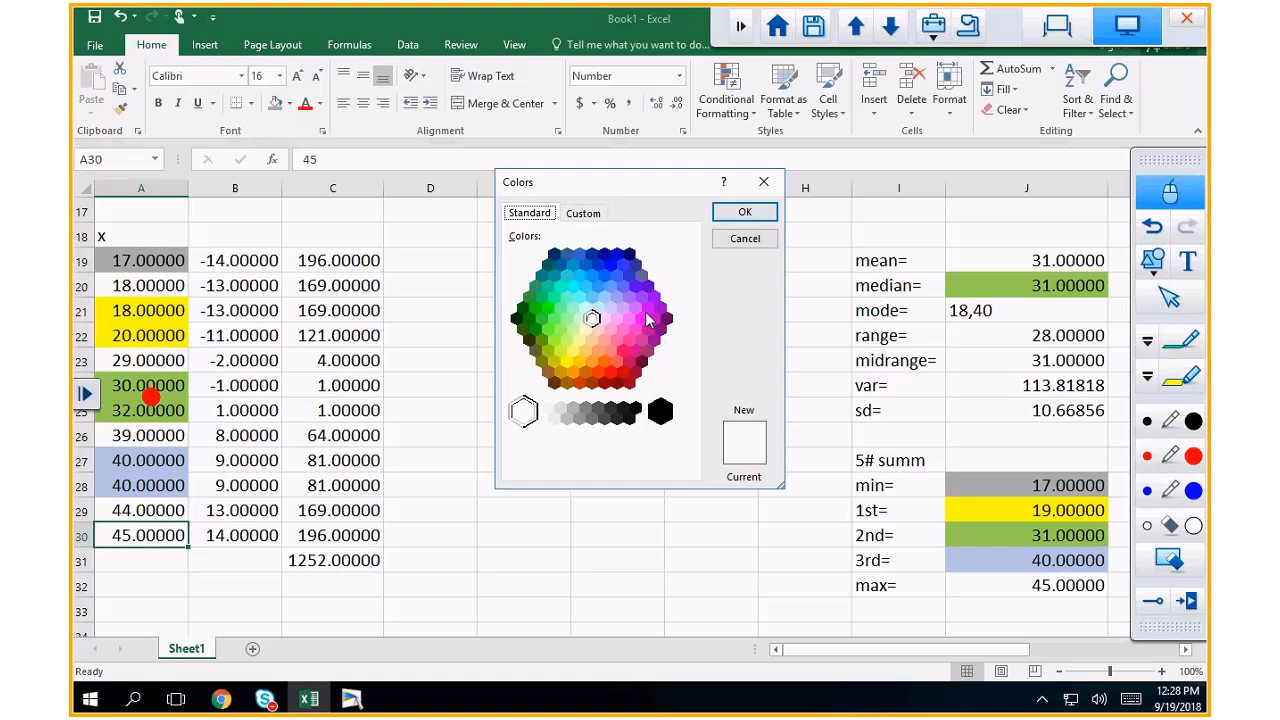 Book1 - Excel
File Home Insert Page Layout Formulas Data Review View Tell me what you want to do...
Paste
Calibri 16
B I U
Wrap Text
Merge & Center
Number
$ % ,
Conditional Formatting
Format as Table
Cell Styles
Insert Delete Format
AutoSum
Fill
Clear
Sort & Filter
Find & Select
Clipboard Font Alignment Number Styles Cells Editing
A30 fx 45
A B C D H I J
17
18 X
19 17.00000 -14.00000 196.00000 mean= 31.00000
20 18.00000 -13.00000 169.00000 median= 31.00000
21 18.00000 -13.00000 169.00000 mode= 18,40
22 20.00000 -11.00000 121.00000 range= 28.00000
23 29.00000 -2.00000 4.00000 midrange= 31.00000
30.00000 -1.00000 1.00000 var= 113.81818
25 32.00000 1.00000 1.00000 sd= 10.66856
26 39.00000 8.00000 64.00000
27 40.00000 9.00000 81.00000 5# summ
28 40.00000 9.00000 81.00000 min= 17.00000
29 44.00000 13.00000 169.00000 1st= 19.00000
30 45.00000 14.00000 196.00000 2nd= 31.00000
31 1252.00000 3rd= 40.00000
32 max= 45.00000
33
Colors ?
Standard Custom
OK
Colors:
Cancel
New
Current
T
Sheet1
Ready 100%
12:28 PM
9/19/2018